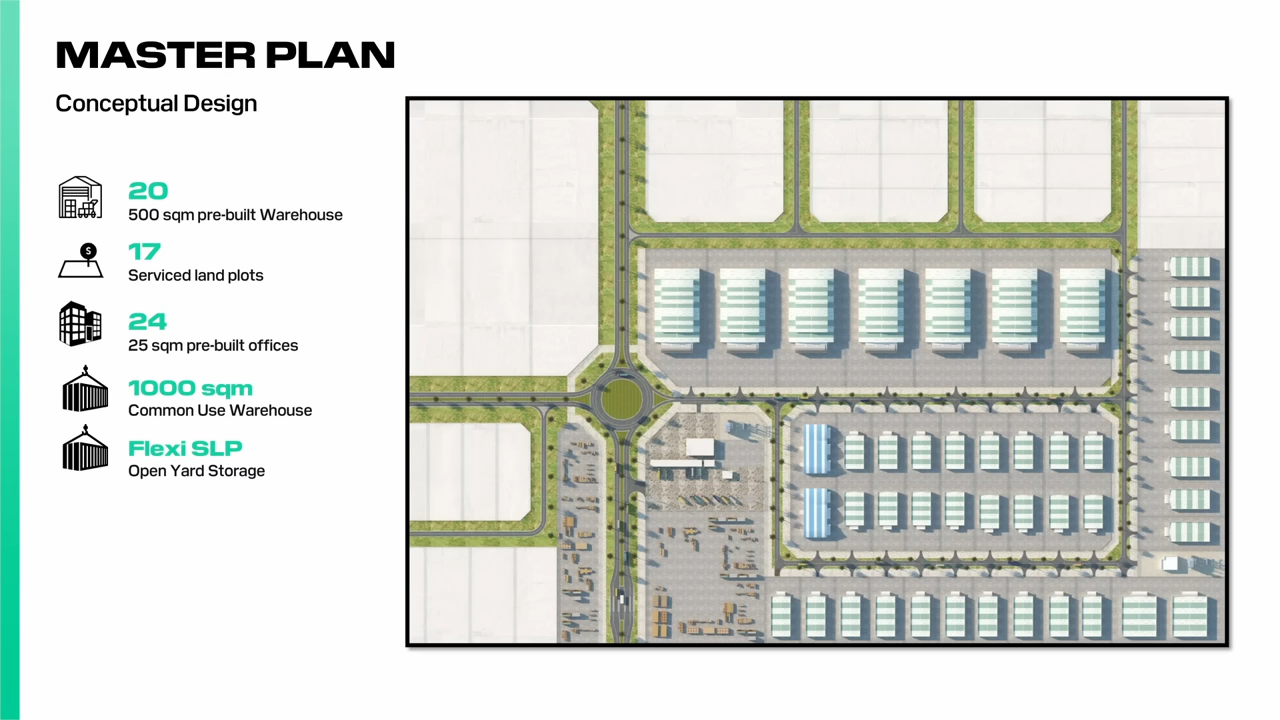 MASTER PLAN
Conceptual Design
20
500 sqm pre-built Warehouse
$
17
Serviced land plots
24
25 sqm pre-built offices
1000 sqm
Common Use Warehouse
Flexi SLP
Open Yard Storage